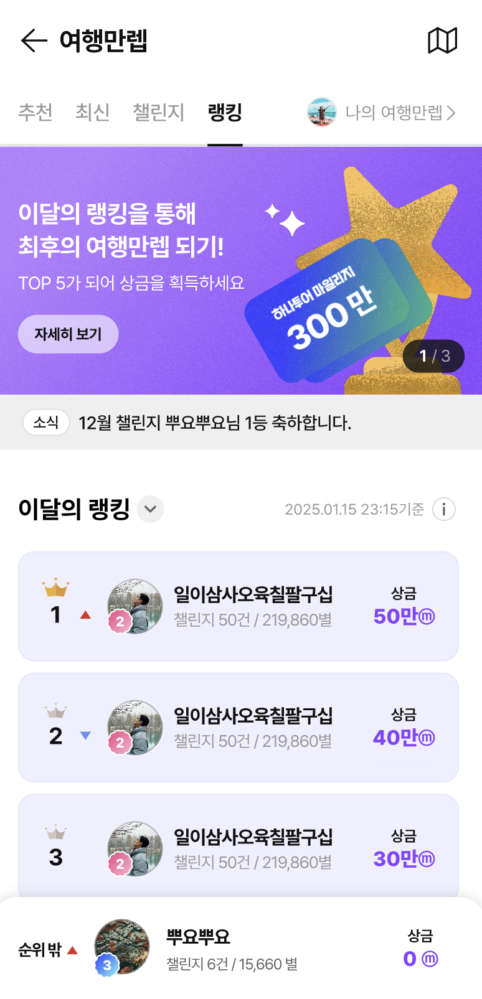 여행만렙
추천 최신 챌린지 랭킹 나의 여행만렙
이달의 랭킹을 통해
최후의 여행만렙 되기!
TOP 5가 되어 상금을 획득하세요
자세히 보기
하나투어 마일리지
300만
1 / 3
소식 12월 챌린지 뿌요뿌요님 1등 축하합니다.
이달의 랭킹 2025.01.15 23:15기준 i
1 2 일이삼사오육칠팔구십 상금
챌린지 50건 / 219,860별 50만ⓜ
2 2 일이삼사오육칠팔구십 상금
챌린지 50건 / 219,860별 40만ⓜ
3 2 일이삼사오육칠팔구십 상금
챌린지 50건 / 219,860별 30만ⓜ
순위 밖 3 뿌요뿌요 상금
챌린지 6건 / 15,660 별 0 ⓜ